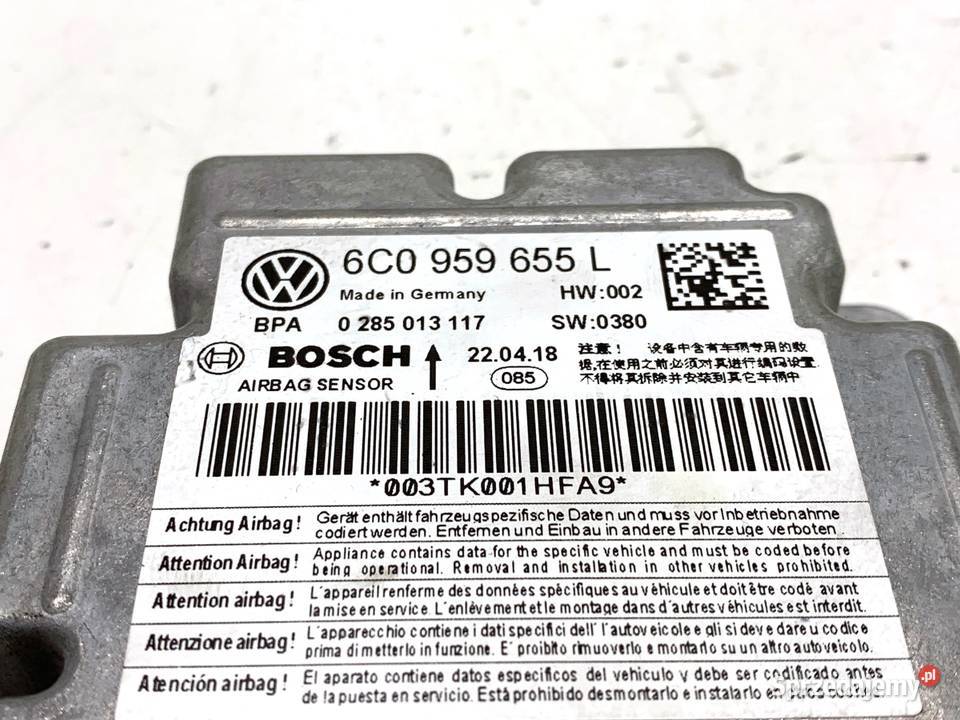 6C0 959 655 L
Made in Germany HW:002
BPA 0 285 013 117 SW:0380
BOSCH 22.04.18
AIRBAG SENSOR 085
注意! 设备中含有车辆专用的数
据,在使用之前必须对其进行编码设置
不得将其拆除并安装到其它车辆中
*003TK001HFA9*
Achtung Airbag! Gerät enthält fahrzeugspezifische Daten und muss vor Inbetriebnahme
codiert werden. Entfernen und Einbau in andere Fahrzeuge verboten.
Attention Airbag! Appliance contains data for the specific vehicle and must be coded before
being operational. Removal and installation in other vehicles prohibited.
Attention airbag! L'appareil renferme des données spécifiques au véhicule et doit être codé avant
la mise en service. L'enlèvement et le montage dans d'autres véhicules est interdit.
Attenzione airbag! L'apparecchio contiene i dati specifici dell'autoveicolo e gli si deve dare u codice
prima di metterlo in funzione. E' proibito rimuoverlo e montarlo su un altro autoveicolo.
Atención airbag! El aparato contiene datos específicos del vehículo y debe ser codificado antes
de la puesta en servicio. Está prohibido desmontarlo e instalarlo en
Sprzedajemy.pl